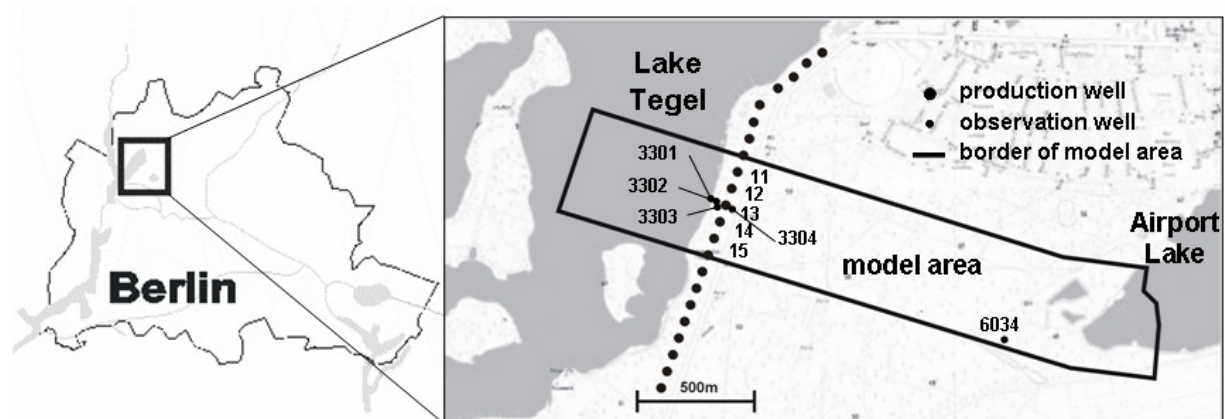 Berlin
Lake
Tegel
production well
observation well
border of model area
3301
3302
3303
11
12
13
14
15
3304
model area
Airport
Lake
6034
500m